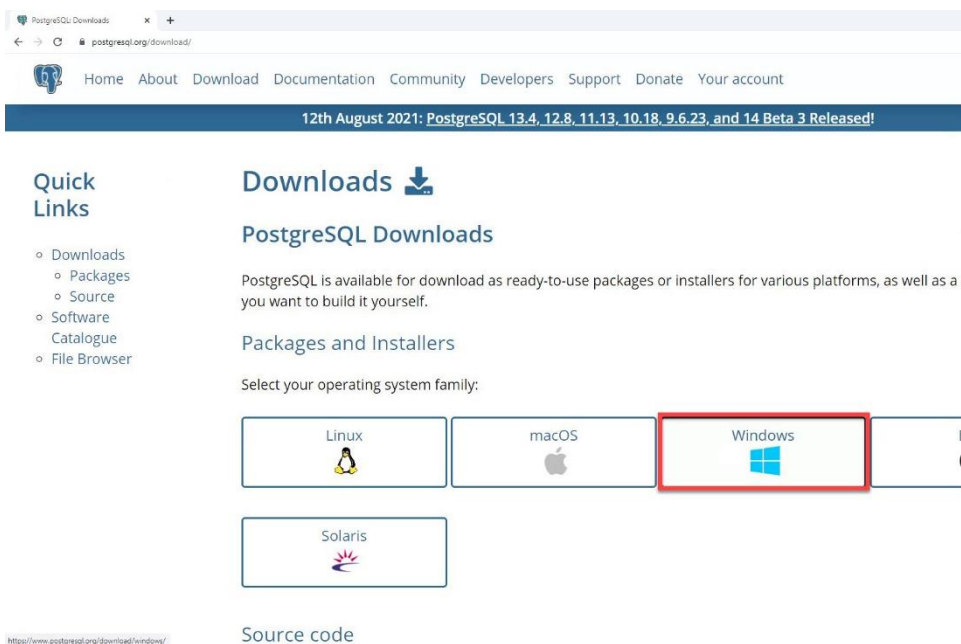 PostgreSQL: Downloads
postgresql.org/download/
Home About Download Documentation Community Developers Support Donate Your account
12th August 2021: PostgreSQL 13.4, 12.8, 11.13, 10.18, 9.6.23, and 14 Beta 3 Released!
Quick
Links
Downloads
Packages
Source
Software
Catalogue
File Browser
Downloads
PostgreSQL Downloads
PostgreSQL is available for download as ready-to-use packages or installers for various platforms, as well as a
you want to build it yourself.
Packages and Installers
Select your operating system family:
Linux
macOS
Windows
Solaris
Source code
https://www.postgresql.org/download/windows/